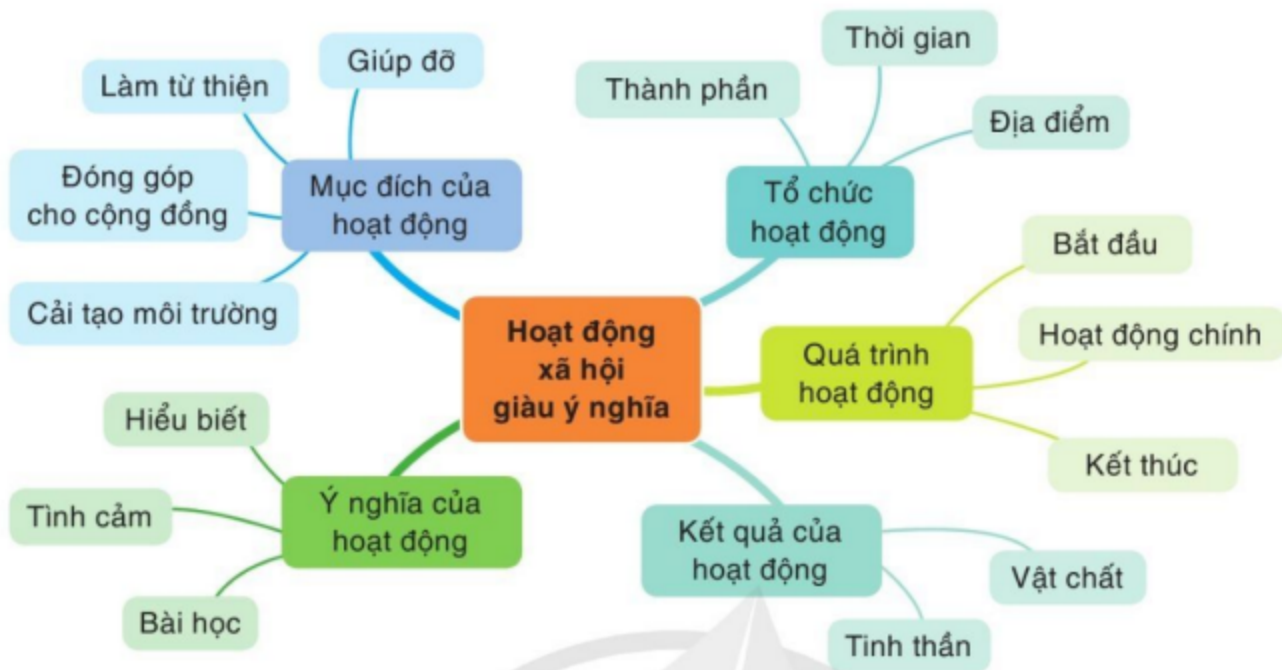 Hoạt động
xã hội
giàu ý nghĩa
Mục đích của
hoạt động
Giúp đỡ
Làm từ thiện
Đóng góp
cho cộng đồng
Cải tạo môi trường
Tổ chức
hoạt động
Thành phần
Thời gian
Địa điểm
Quá trình
hoạt động
Bắt đầu
Hoạt động chính
Kết thúc
Kết quả của
hoạt động
Vật chất
Tinh thần
Ý nghĩa của
hoạt động
Hiểu biết
Tình cảm
Bài học